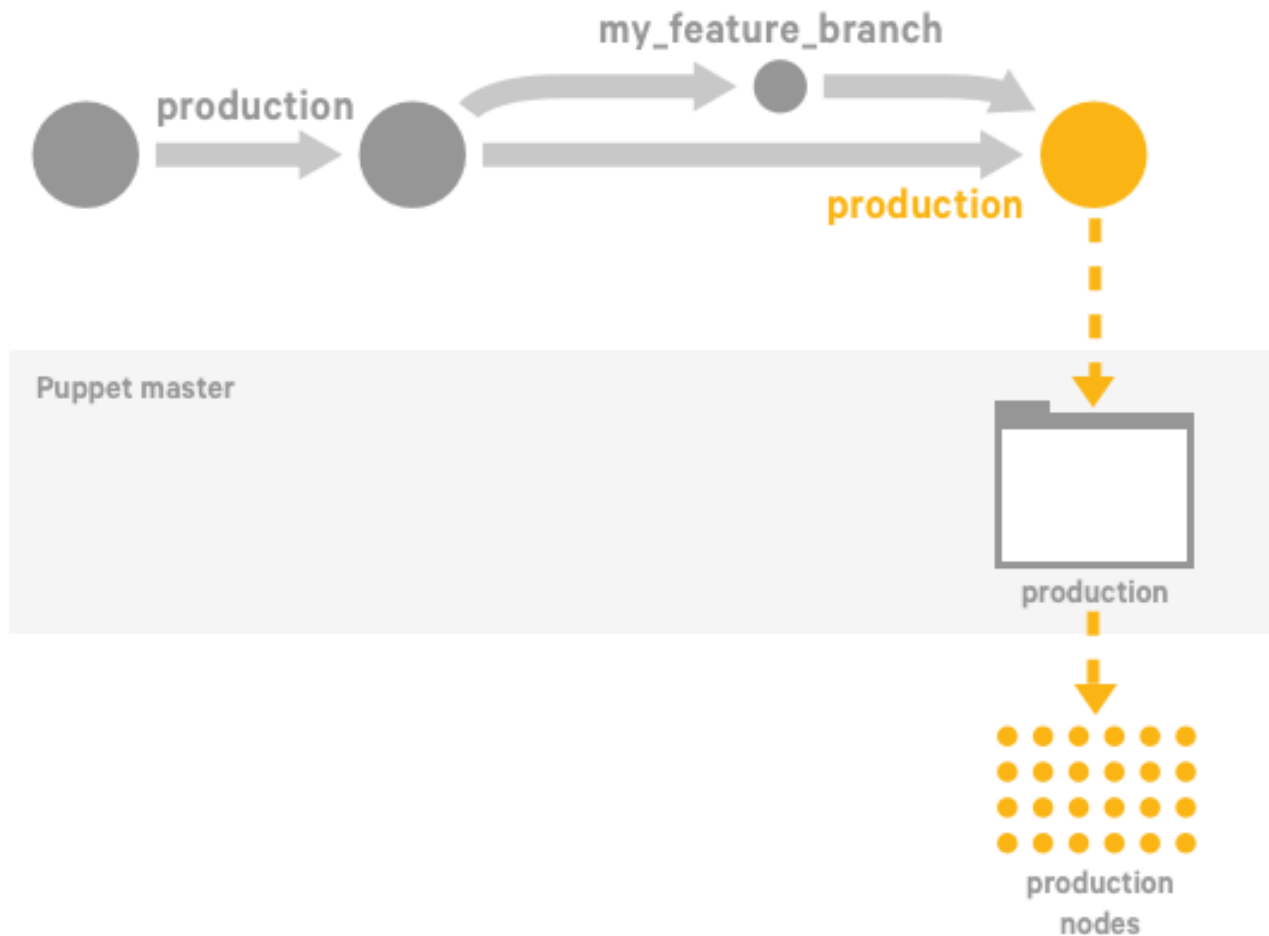 my_feature_branch
production
production
Puppet master
production
production
nodes